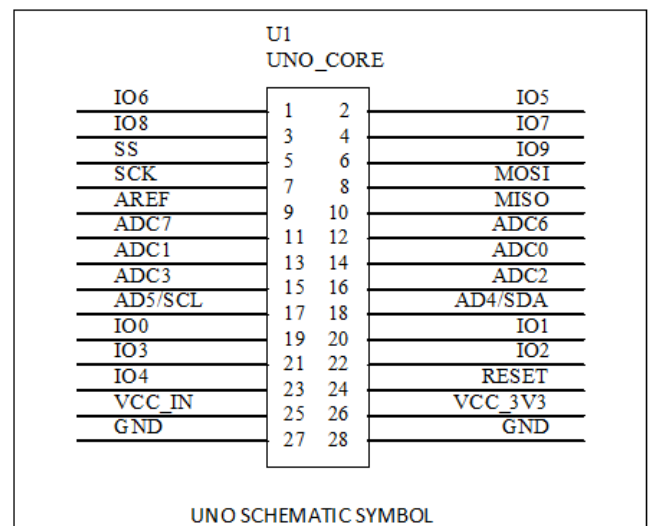 U1
UNO_CORE
IO6 1 2 IO5
IO8 3 4 IO7
SS 5 6 IO9
SCK 7 8 MOSI
AREF 9 10 MISO
ADC7 11 12 ADC6
ADC1 13 14 ADC0
ADC3 15 16 ADC2
AD5/SCL 17 18 AD4/SDA
IO0 19 20 IO1
IO3 21 22 IO2
IO4 23 24 RESET
VCC_IN 25 26 VCC_3V3
GND 27 28 GND
UNO SCHEMATIC SYMBOL